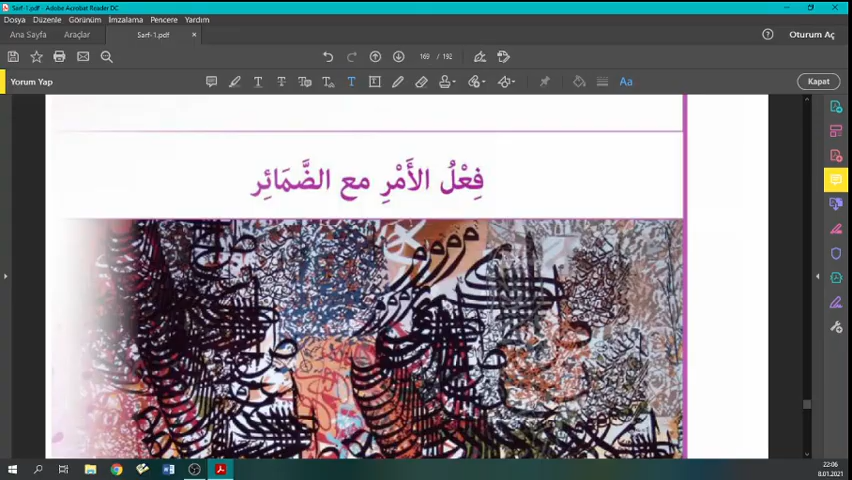 Sarf-1.pdf - Adobe Acrobat Reader DC
Dosya Düzenle Görünüm İmzalama Pencere Yardım
Ana Sayfa Araçlar Sarf-1.pdf × Oturum Aç
169 / 192
Yorum Yap Aa Kapat
فِعْلُ الأَمْرِ مع الضَّمَائِر
22:06
8.01.2021